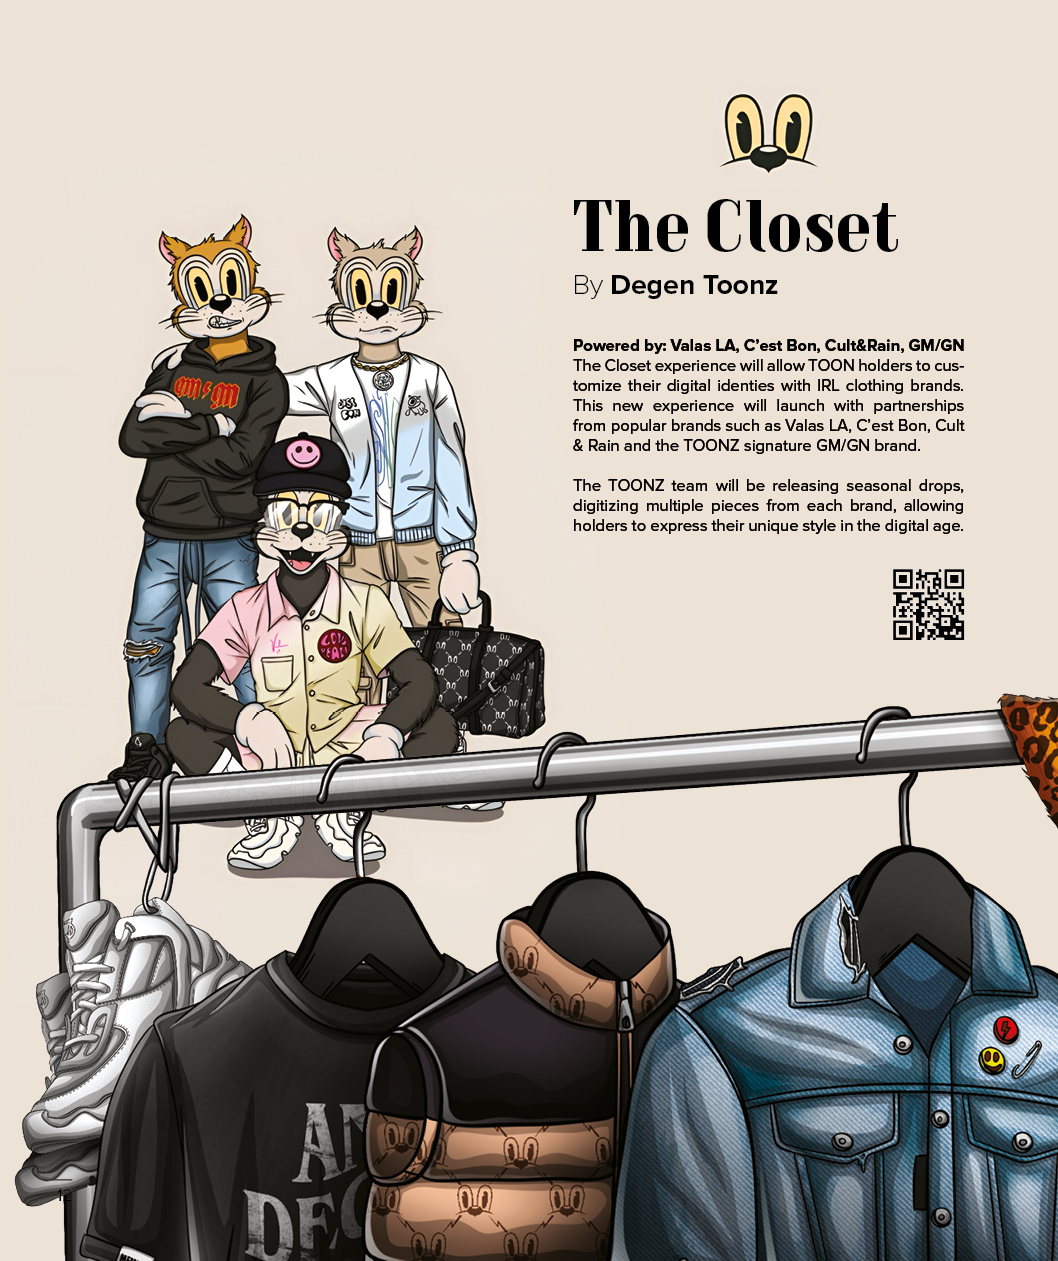 The Closet
By Degen Toonz
Powered by: Valas LA, C’est Bon, Cult&Rain, GM/GN
The Closet experience will allow TOON holders to cus-
tomize their digital identies with IRL clothing brands.
This new experience will launch with partnerships
from popular brands such as Valas LA, C’est Bon, Cult
& Rain and the TOONZ signature GM/GN brand.
The TOONZ team will be releasing seasonal drops,
digitizing multiple pieces from each brand, allowing
holders to express their unique style in the digital age.
gm gn